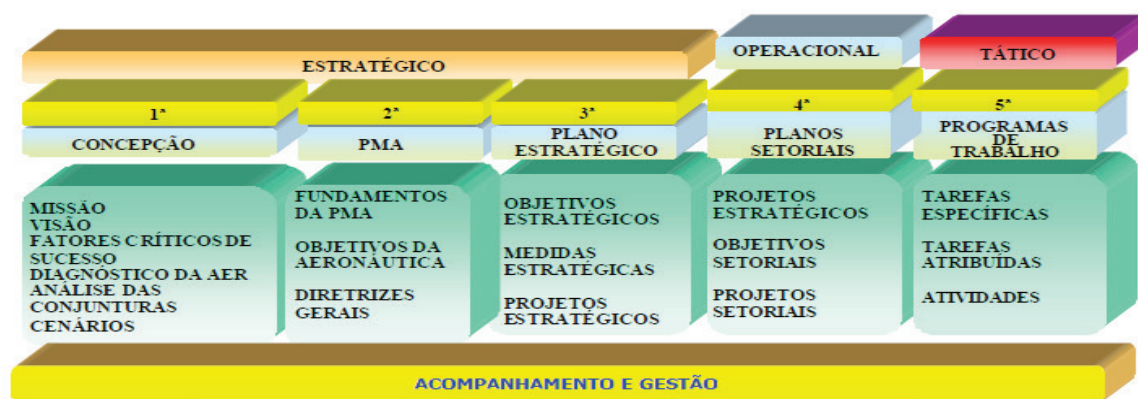 ESTRATÉGICO
OPERACIONAL
TÁTICO
1ª
CONCEPÇÃO
2ª
PMA
3ª
PLANO
ESTRATÉGICO
4ª
PLANOS
SETORIAIS
5ª
PROGRAMAS
DE
TRABALHO
MISSÃO
VISÃO
FATORES CRÍTICOS DE
SUCESSO
DIAGNÓSTICO DA AER
ANÁLISE DAS
CONJUNTURAS
CENÁRIOS
FUNDAMENTOS
DA PMA
OBJETIVOS DA
AERONÁUTICA
DIRETRIZES
GERAIS
OBJETIVOS
ESTRATÉGICOS
MEDIDAS
ESTRATÉGICAS
PROJETOS
ESTRATÉGICOS
PROJETOS
ESTRATÉGICOS
OBJETIVOS
SETORIAIS
PROJETOS
SETORIAIS
TAREFAS
ESPECÍFICAS
TAREFAS
ATRIBUÍDAS
ATIVIDADES
ACOMPANHAMENTO E GESTÃO